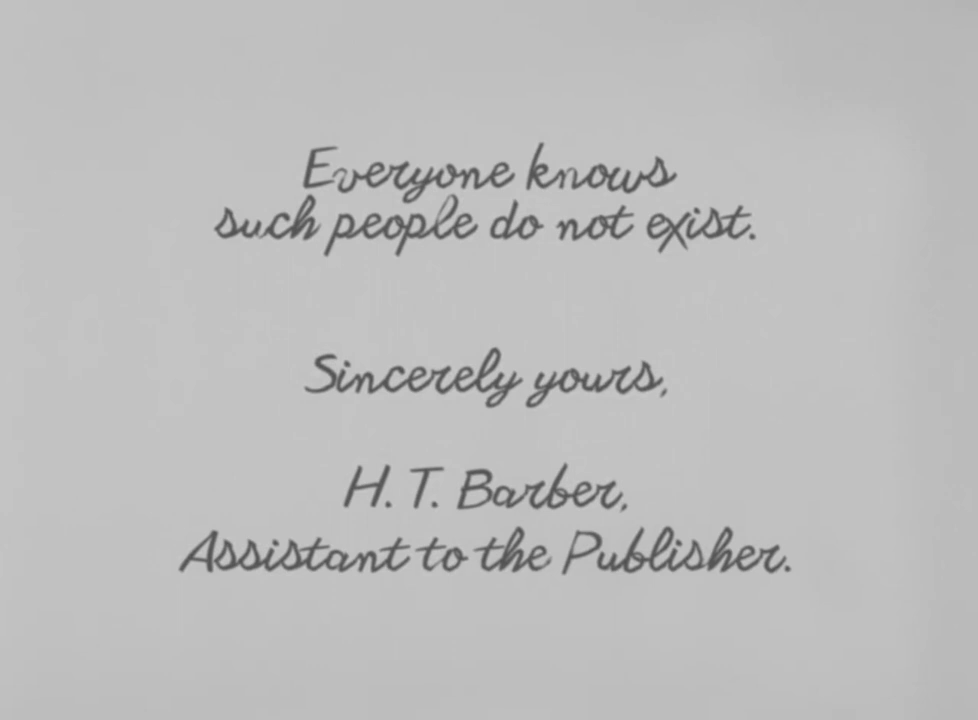 Everyone knows
such people do not exist.
Sincerely yours,
H. T. Barber,
Assistant to the Publisher.